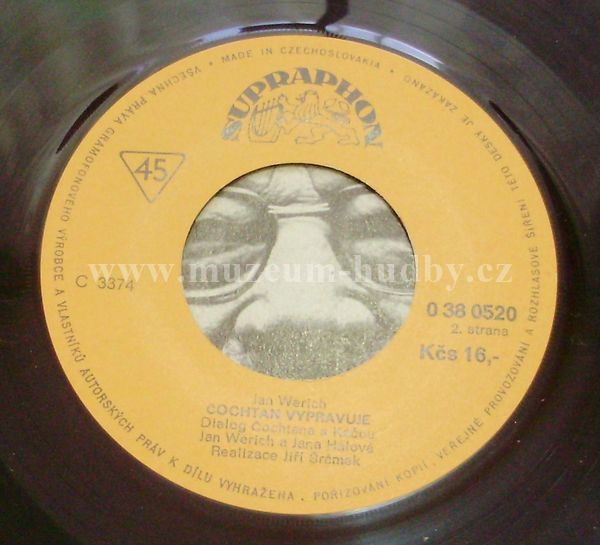 VŠECHNA PRÁVA GRAMOFONOVÉHO VÝROBCE A VLASTNÍKŮ AUTORSKÝCH PRÁV K DÍLU VYHRAŽENA. POŘIZOVÁNÍ KOPIÍ, VEŘEJNÉ PROVOZOVÁNÍ A ROZHLASOVÉ ŠÍŘENÍ TÉTO DESKY JE ZAKÁZÁNO
• MADE IN CZECHOSLOVAKIA •
SUPRAPHON
45
www.muzeum-hudby.cz
C 3374
0 38 0520
2. strana
Kčs 16,-
Jan Werich
COCHTAN VYPRAVUJE
Dialog Cochtana a
Jan Werich a Jana Hálová
Realizace Jiří Šrámek